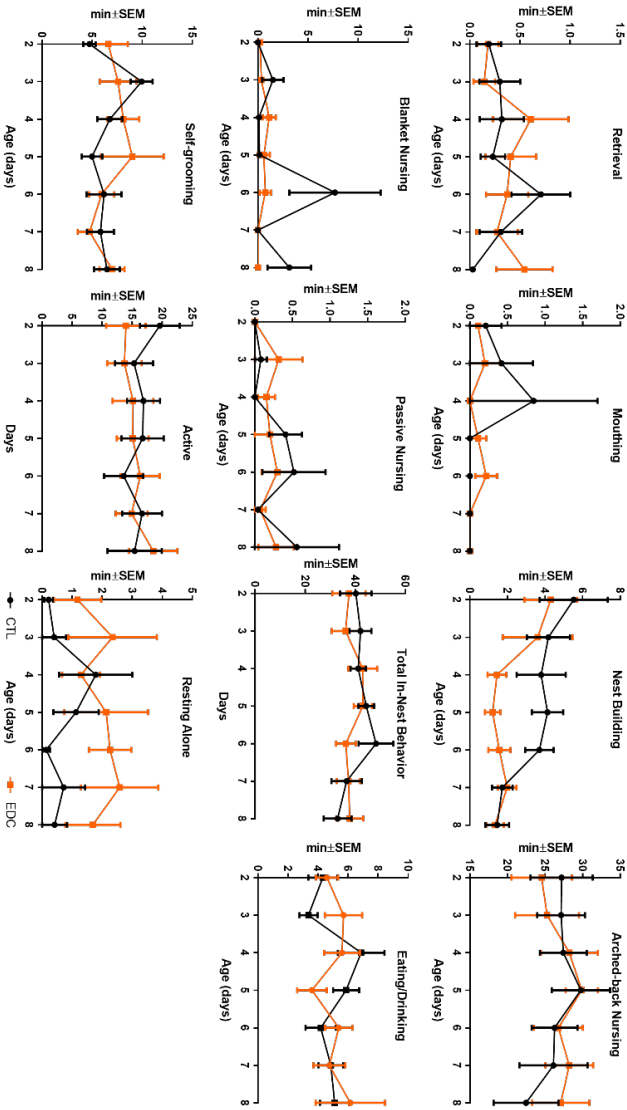 Retrieval
min±SEM
1.5
1.0
0.5
0.0
2 3 4 5 6 7 8
Age (days)
Mouthing
min±SEM
2.0
1.5
1.0
0.5
0.0
2 3 4 5 6 7 8
Age (days)
Nest Building
min±SEM
8
6
4
2
0
2 3 4 5 6 7 8
Age (days)
Arched-back Nursing
min±SEM
35
30
25
20
15
2 3 4 5 6 7 8
Age (days)
Blanket Nursing
min±SEM
15
10
5
0
2 3 4 5 6 7 8
Age (days)
Passive Nursing
min±SEM
2.0
1.5
1.0
0.5
0.0
2 3 4 5 6 7 8
Age (days)
Total In-Nest Behavior
min±SEM
60
40
20
0
2 3 4 5 6 7 8
Days
Eating/Drinking
min±SEM
10
8
6
4
2
0
2 3 4 5 6 7 8
Age (days)
Self-grooming
min±SEM
15
10
5
0
2 3 4 5 6 7 8
Age (days)
Active
min±SEM
25
20
15
10
5
0
2 3 4 5 6 7 8
Days
Resting Alone
min±SEM
5
4
3
2
1
0
2 3 4 5 6 7 8
Age (days)
CTL
EDC